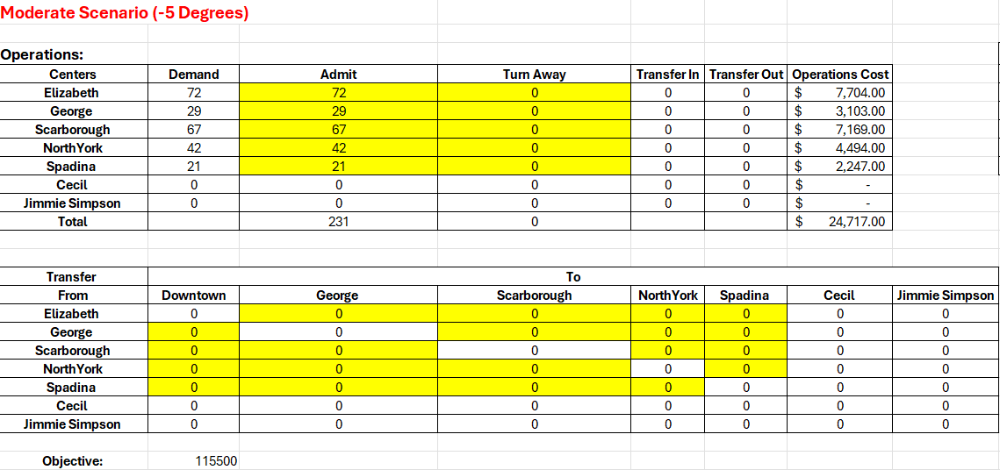 Moderate Scenario (-5 Degrees)
Operations:
Centers Demand Admit Turn Away Transfer In Transfer Out Operations Cost
Elizabeth 72 72 0 0 0 $ 7,704.00
George 29 29 0 0 0 $ 3,103.00
Scarborough 67 67 0 0 0 $ 7,169.00
NorthYork 42 42 0 0 0 $ 4,494.00
Spadina 21 21 0 0 0 $ 2,247.00
Cecil 0 0 0 0 0 $ -
Jimmie Simpson 0 0 0 0 0 $ -
Total 231 0 $ 24,717.00
Transfer To
From Downtown George Scarborough NorthYork Spadina Cecil Jimmie Simpson
Elizabeth 0 0 0 0 0 0 0
George 0 0 0 0 0 0 0
Scarborough 0 0 0 0 0 0 0
NorthYork 0 0 0 0 0 0 0
Spadina 0 0 0 0 0 0 0
Cecil 0 0 0 0 0 0 0
Jimmie Simpson 0 0 0 0 0 0 0
Objective: 115500